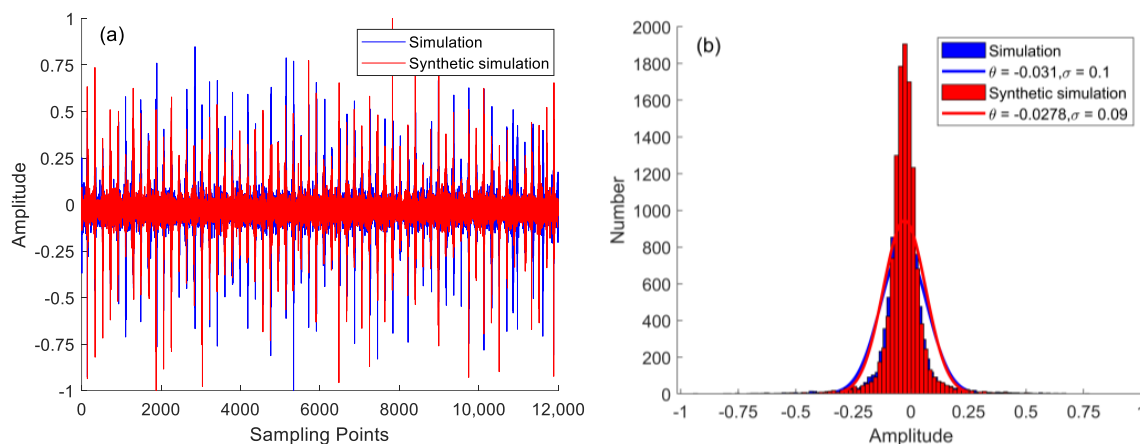 (a)
Simulation
Synthetic simulation
1
0.75
0.5
0.25
0
-0.25
-0.5
-0.75
-1
Amplitude
0 2000 4000 6000 8000 10,000 12,000
Sampling Points
(b)
Simulation
θ = -0.031,σ = 0.1
Synthetic simulation
θ = -0.0278,σ = 0.09
2000
1800
1600
1400
1200
1000
800
600
400
200
0
Number
-1 -0.75 -0.5 -0.25 0 0.25 0.5 0.75 1
Amplitude